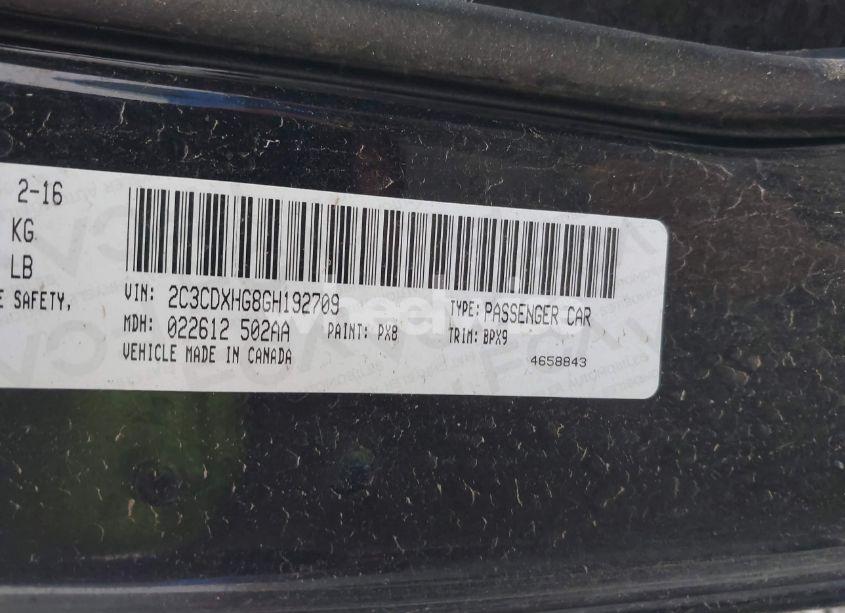 2-16
KG
LB
E SAFETY,
VIN: 2C3CDXHG8GH192709 TYPE: PASSENGER CAR
MDH: 022612 502AA PAINT: PX8 TRIM: BPX9
VEHICLE MADE IN CANADA 4658843